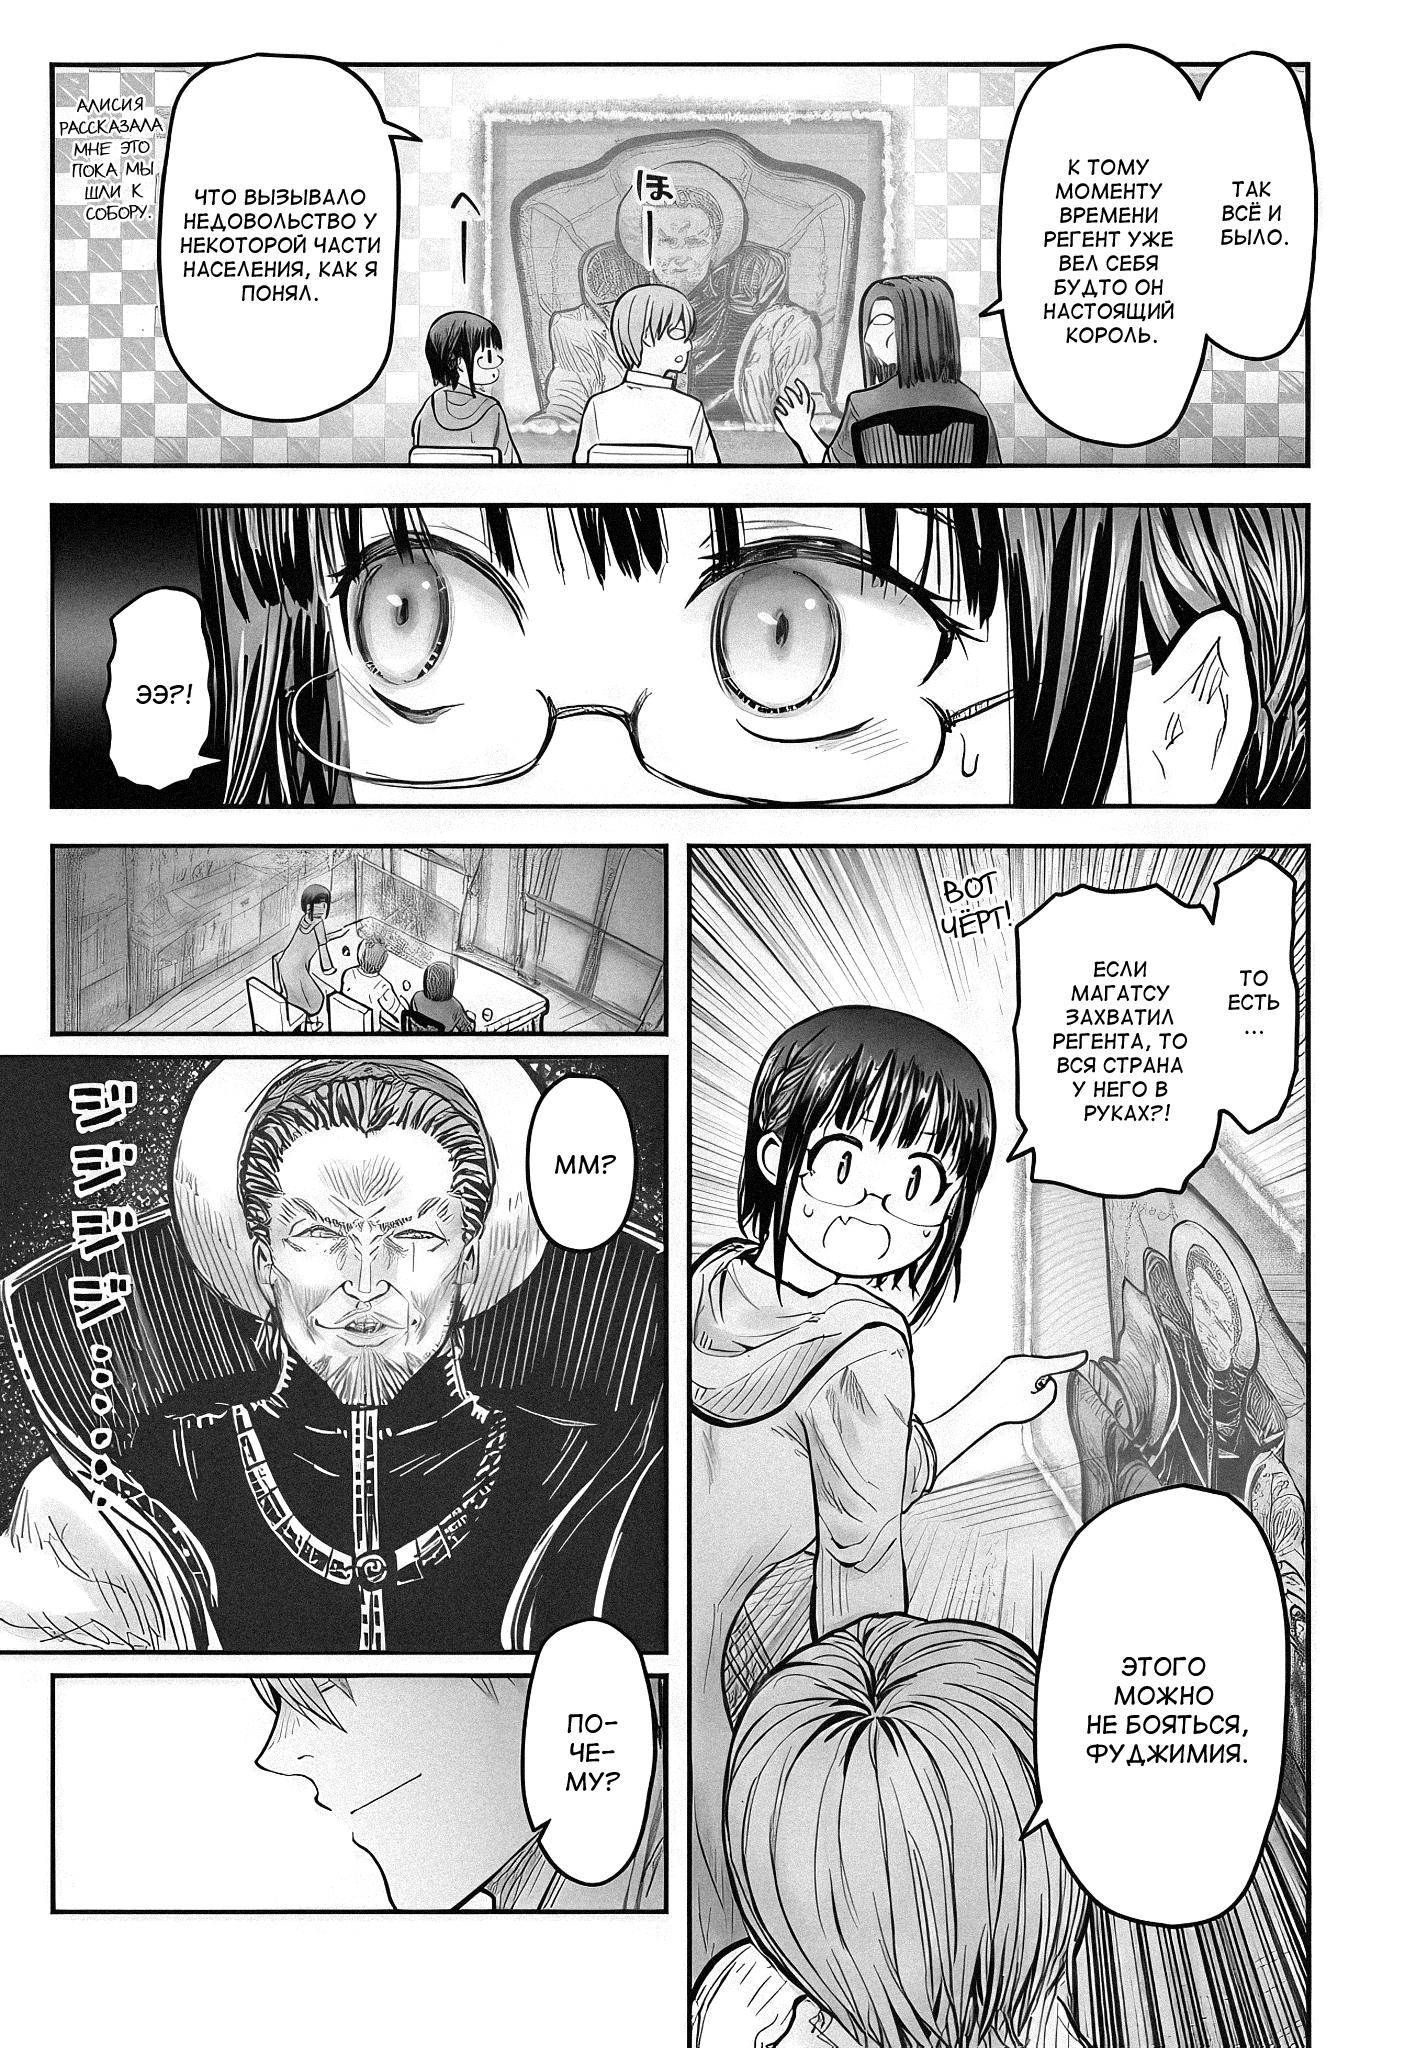 ТАК
ВСЁ И
БЫЛО.
К ТОМУ
МОМЕНТУ
ВРЕМЕНИ
РЕГЕНТ УЖЕ
ВЕЛ СЕБЯ
БУДТО ОН
НАСТОЯЩИЙ
КОРОЛЬ.
ほー
へー
ЧТО ВЫЗЫВАЛО
НЕДОВОЛЬСТВО У
НЕКОТОРОЙ ЧАСТИ
НАСЕЛЕНИЯ, КАК Я
ПОНЯЛ.
АЛИСИЯ
РАССКАЗАЛА
МНЕ ЭТО
ПОКА МЫ
ШЛИ К
СОБОРУ.
ЭЭ?!
ТО
ЕСТЬ
...
ЕСЛИ
МАГАТСУ
ЗАХВАТИЛ
РЕГЕНТА, ТО
ВСЯ СТРАНА
У НЕГО В
РУКАХ?!
ВОТ
ЧЁРТ!
ЭТОГО
МОЖНО
НЕ БОЯТЬСЯ,
ФУДЖИМИЯ.
ММ?
ПО-
ЧЕ-
МУ?